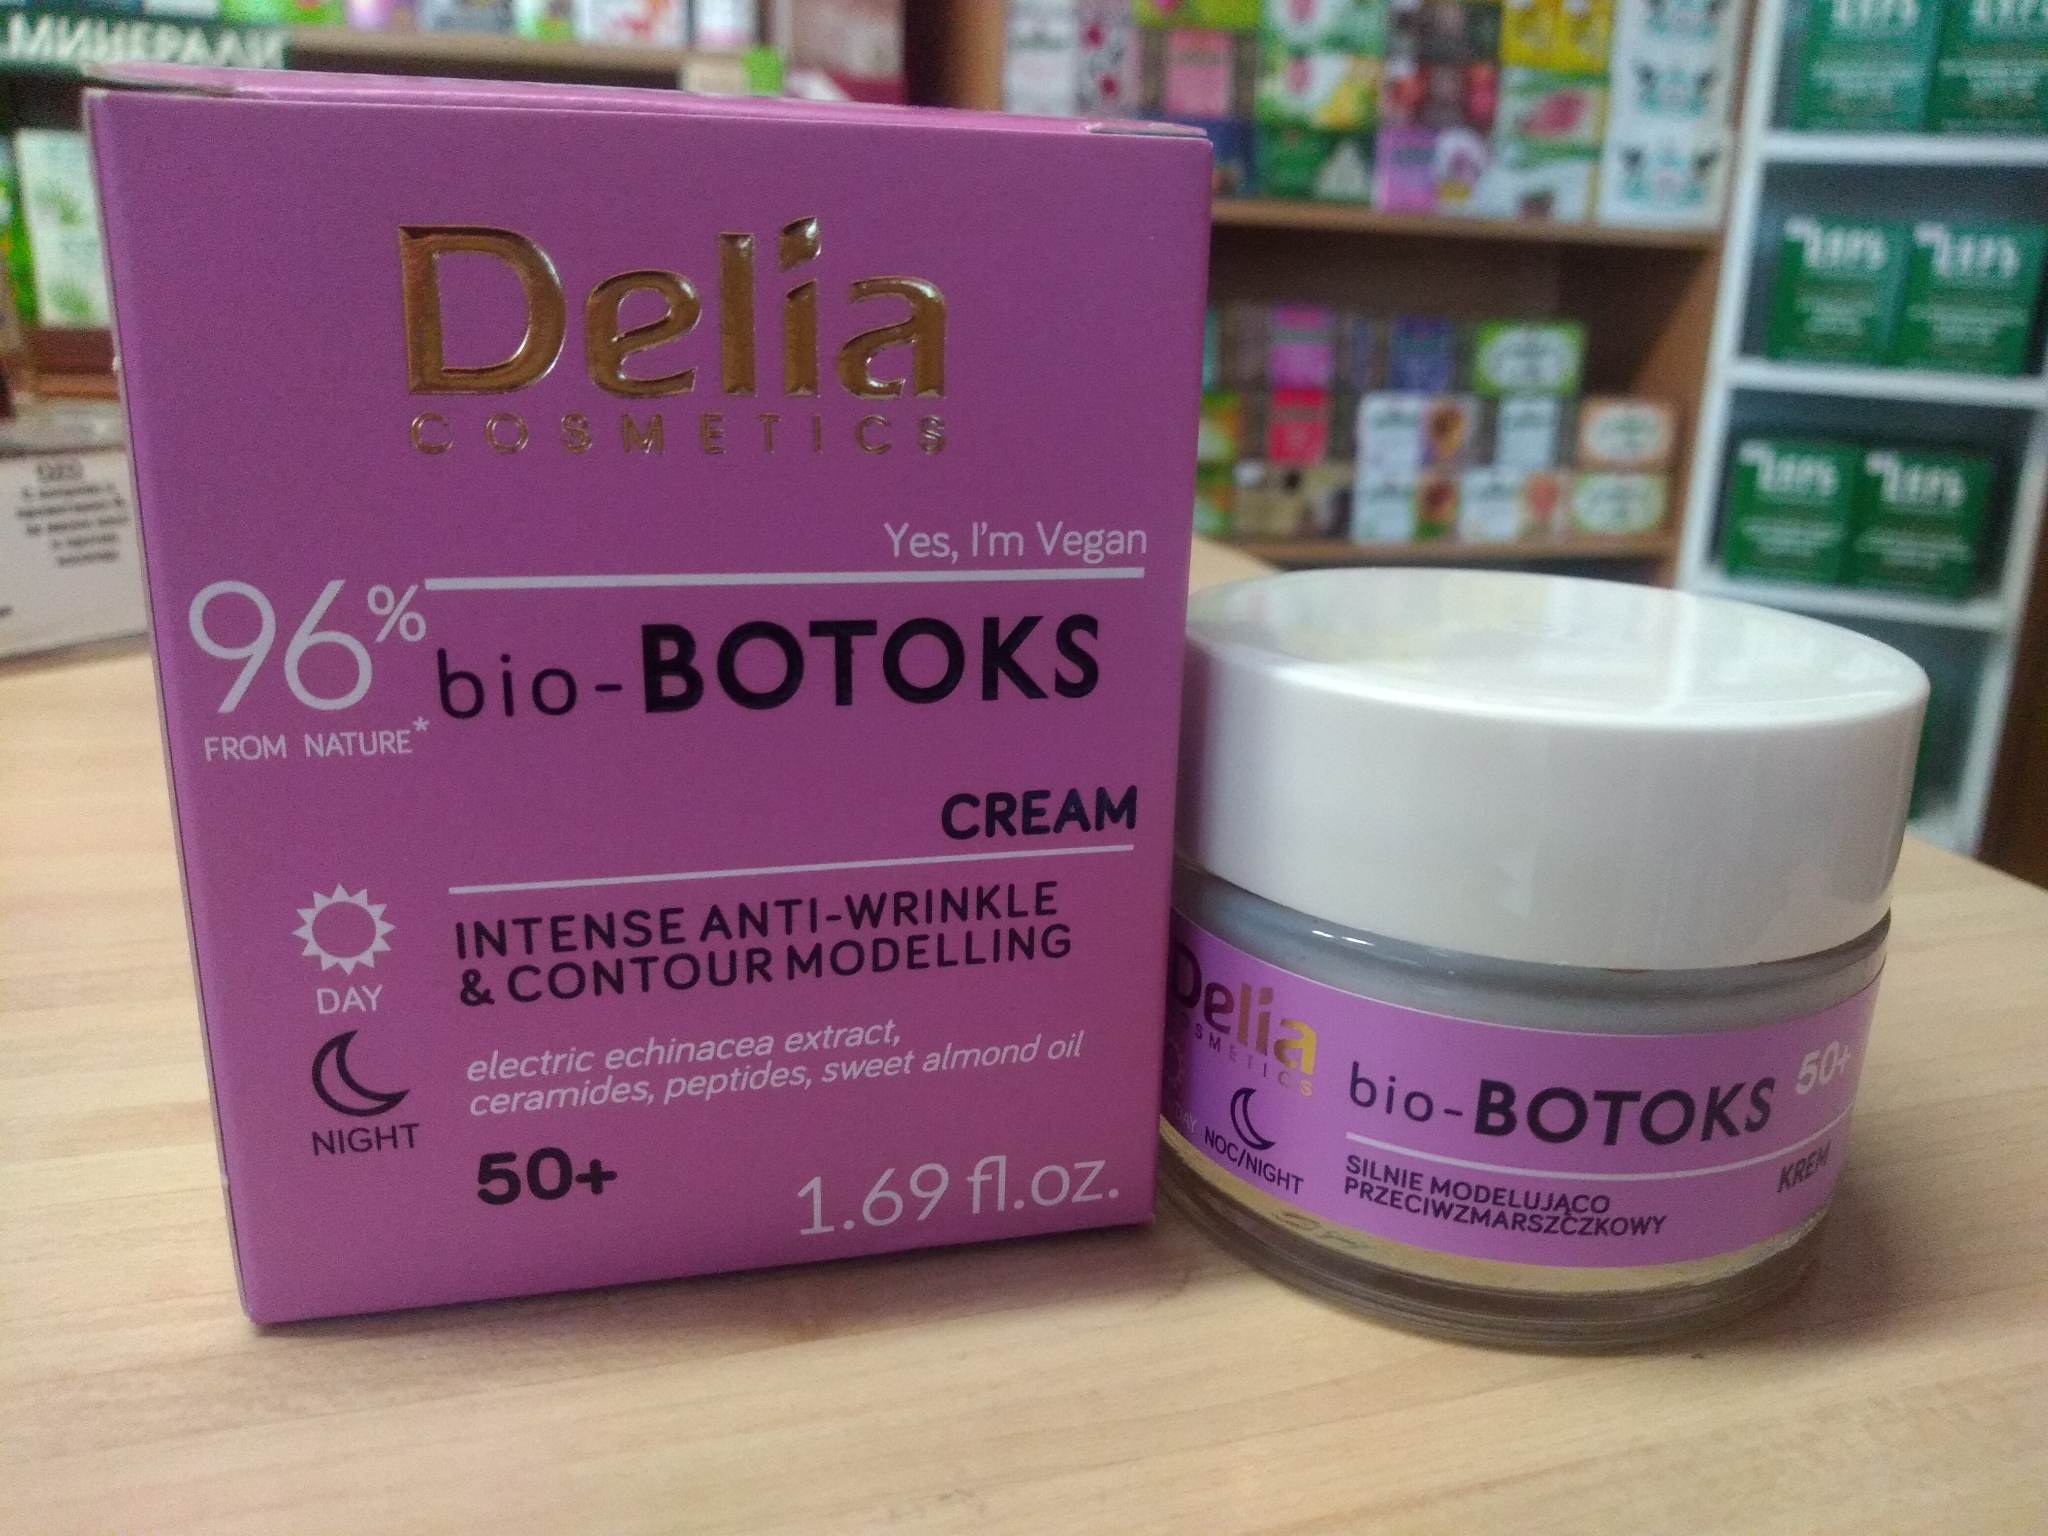 МИНЕРАЛИ
Delia
COSMETICS
Yes, I'm Vegan
96%
bio-BOTOKS
FROM NATURE*
CREAM
DAY
INTENSE ANTI-WRINKLE
& CONTOUR MODELLING
NIGHT
electric echinacea extract,
ceramides, peptides, sweet almond oil
50+
1.69 fl.oz.
Delia
COSMETICS
bio-BOTOKS 50+
DAY NOC/NIGHT
KREM
SILNIE MODELUJĄCO
PRZECIWZMARSZCZKOWY